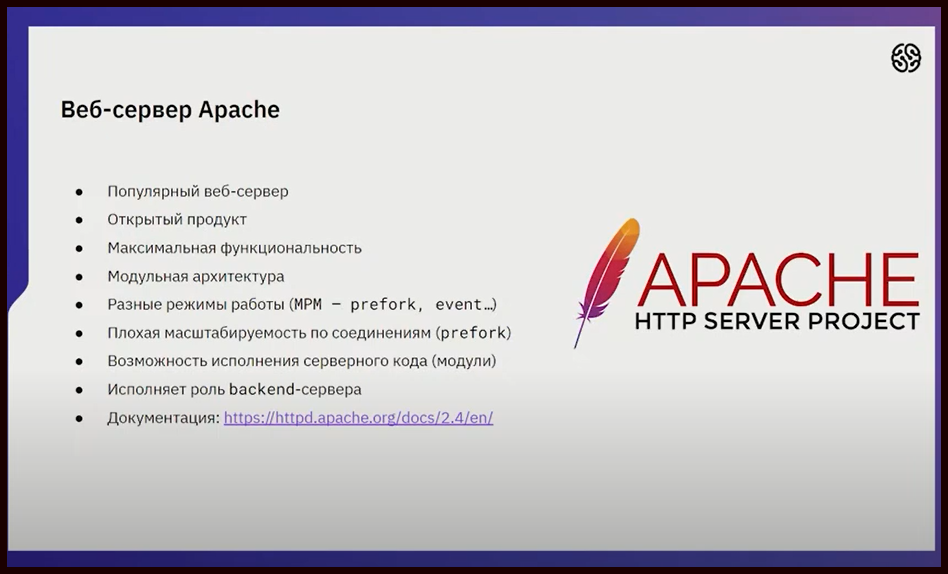 Веб-сервер Apache
● Популярный веб-сервер
● Открытый продукт
● Максимальная функциональность
● Модульная архитектура
● Разные режимы работы (MPM – prefork, event…)
● Плохая масштабируемость по соединениям (prefork)
● Возможность исполнения серверного кода (модули)
● Исполняет роль backend-сервера
● Документация: https://httpd.apache.org/docs/2.4/en/
APACHE
HTTP SERVER PROJECT